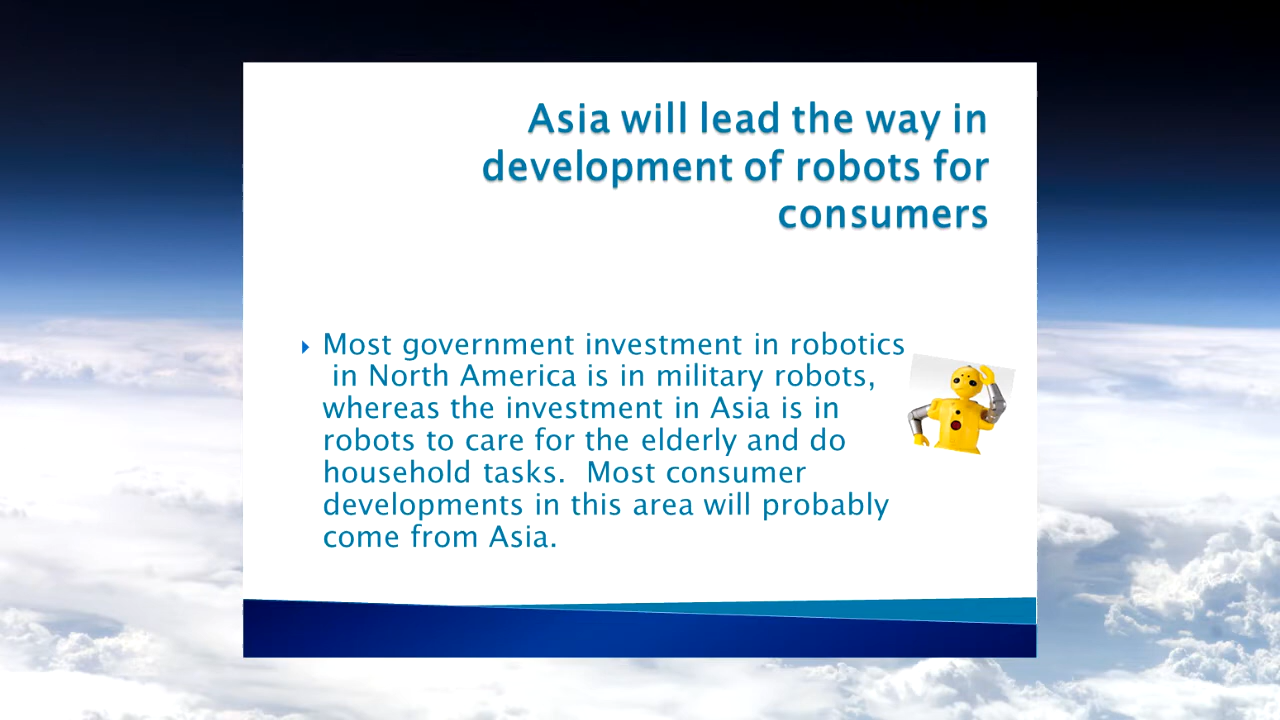 Asia will lead the way in
development of robots for
consumers
Most government investment in robotics
in North America is in military robots,
whereas the investment in Asia is in
robots to care for the elderly and do
household tasks.  Most consumer
developments in this area will probably
come from Asia.